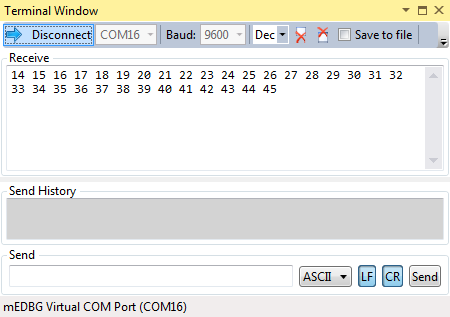 Terminal Window
Disconnect COM16 Baud: 9600 Dec Save to file
Receive
14 15 16 17 18 19 20 21 22 23 24 25 26 27 28 29 30 31 32
33 34 35 36 37 38 39 40 41 42 43 44 45
Send History
Send
ASCII LF CR Send
mEDBG Virtual COM Port (COM16)